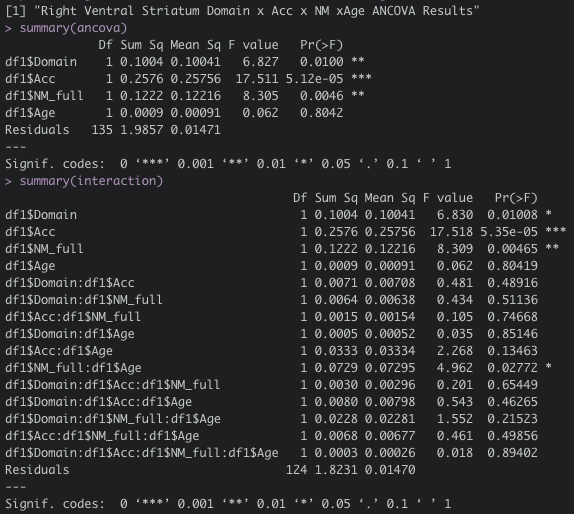 [1] "Right Ventral Striatum Domain x Acc x NM xAge ANCOVA Results"
> summary(ancova)
Df Sum Sq Mean Sq F value Pr(>F)
df1$Domain 1 0.1004 0.10041 6.827 0.0100 **
df1$Acc 1 0.2576 0.25756 17.511 5.12e-05 ***
df1$NM_full 1 0.1222 0.12216 8.305 0.0046 **
df1$Age 1 0.0009 0.00091 0.062 0.8042
Residuals 135 1.9857 0.01471
---
Signif. codes: 0 ‘***’ 0.001 ‘**’ 0.01 ‘*’ 0.05 ‘.’ 0.1 ‘ ’ 1
> summary(interaction)
Df Sum Sq Mean Sq F value Pr(>F)
df1$Domain 1 0.1004 0.10041 6.830 0.01008 *
df1$Acc 1 0.2576 0.25756 17.518 5.35e-05 ***
df1$NM_full 1 0.1222 0.12216 8.309 0.00465 **
df1$Age 1 0.0009 0.00091 0.062 0.80419
df1$Domain:df1$Acc 1 0.0071 0.00708 0.481 0.48916
df1$Domain:df1$NM_full 1 0.0064 0.00638 0.434 0.51136
df1$Acc:df1$NM_full 1 0.0015 0.00154 0.105 0.74668
df1$Domain:df1$Age 1 0.0005 0.00052 0.035 0.85146
df1$Acc:df1$Age 1 0.0333 0.03334 2.268 0.13463
df1$NM_full:df1$Age 1 0.0729 0.07295 4.962 0.02772 *
df1$Domain:df1$Acc:df1$NM_full 1 0.0030 0.00296 0.201 0.65449
df1$Domain:df1$Acc:df1$Age 1 0.0080 0.00798 0.543 0.46265
df1$Domain:df1$NM_full:df1$Age 1 0.0228 0.02281 1.552 0.21523
df1$Acc:df1$NM_full:df1$Age 1 0.0068 0.00677 0.461 0.49856
df1$Domain:df1$Acc:df1$NM_full:df1$Age 1 0.0003 0.00026 0.018 0.89402
Residuals 124 1.8231 0.01470
---
Signif. codes: 0 ‘***’ 0.001 ‘**’ 0.01 ‘*’ 0.05 ‘.’ 0.1 ‘ ’ 1